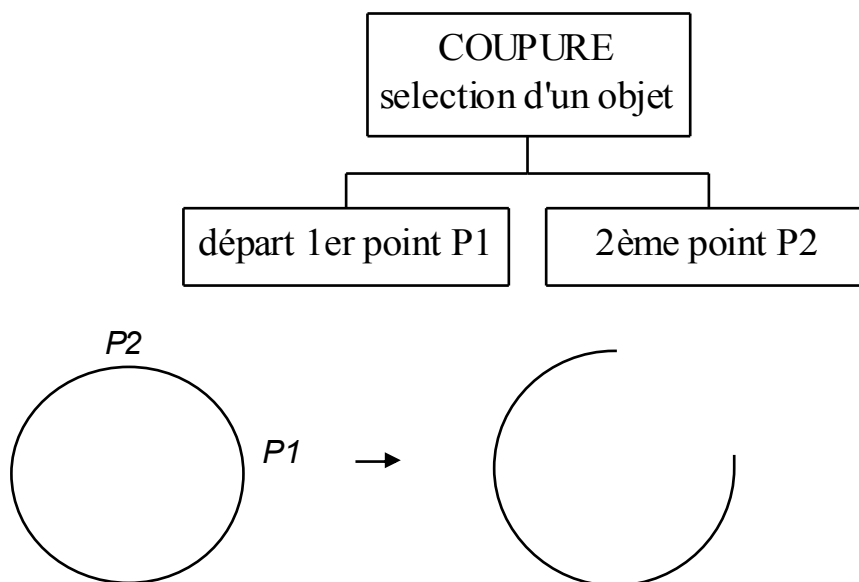 COUPURE
selection d'un objet
départ 1er point P1
2ème point P2
P2
P1